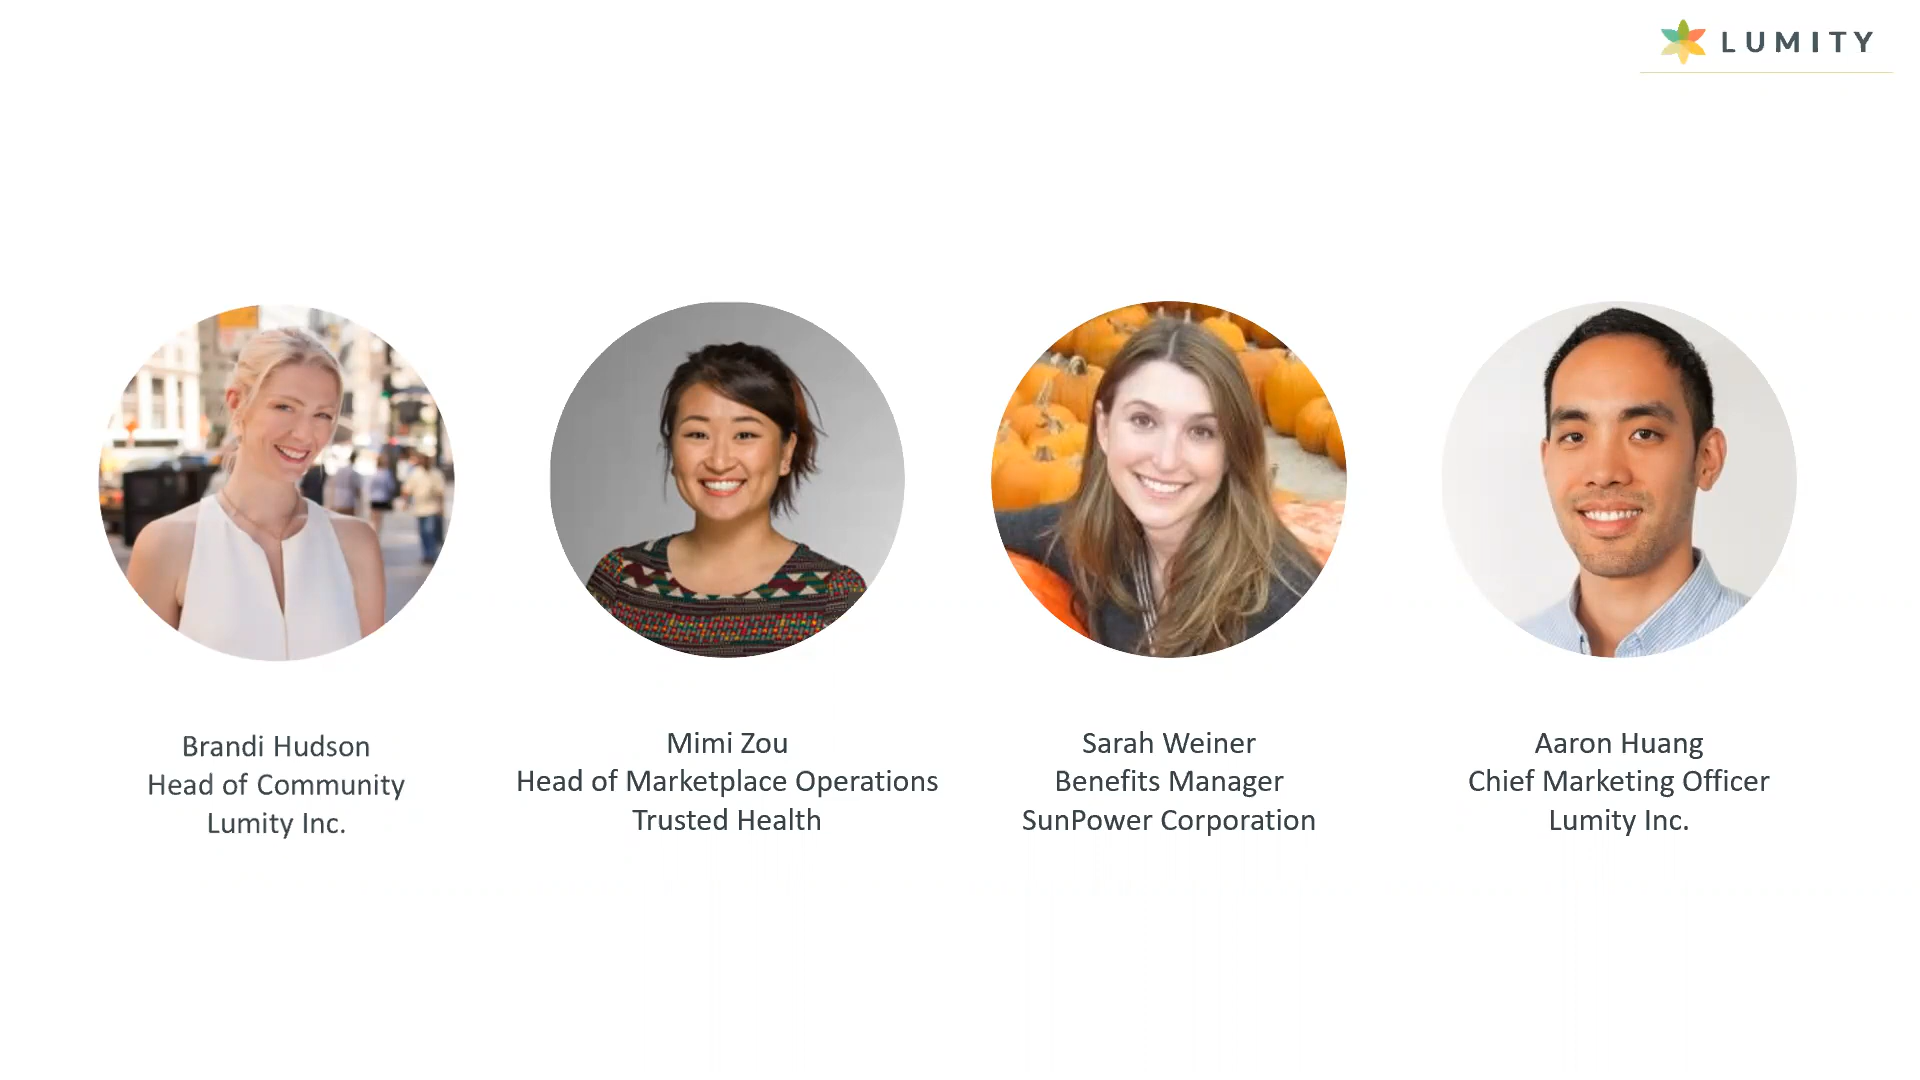 LUMITY
Brandi Hudson
Head of Community
Lumity Inc.
Mimi Zou
Head of Marketplace Operations
Trusted Health
Sarah Weiner
Benefits Manager
SunPower Corporation
Aaron Huang
Chief Marketing Officer
Lumity Inc.